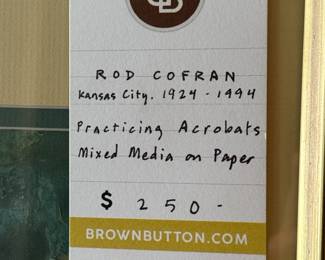 ROD COFRAN
Kansas City. 1924 - 1994
Practicing Acrobats
Mixed Media on Paper
$ 250-
BROWNBUTTON.COM